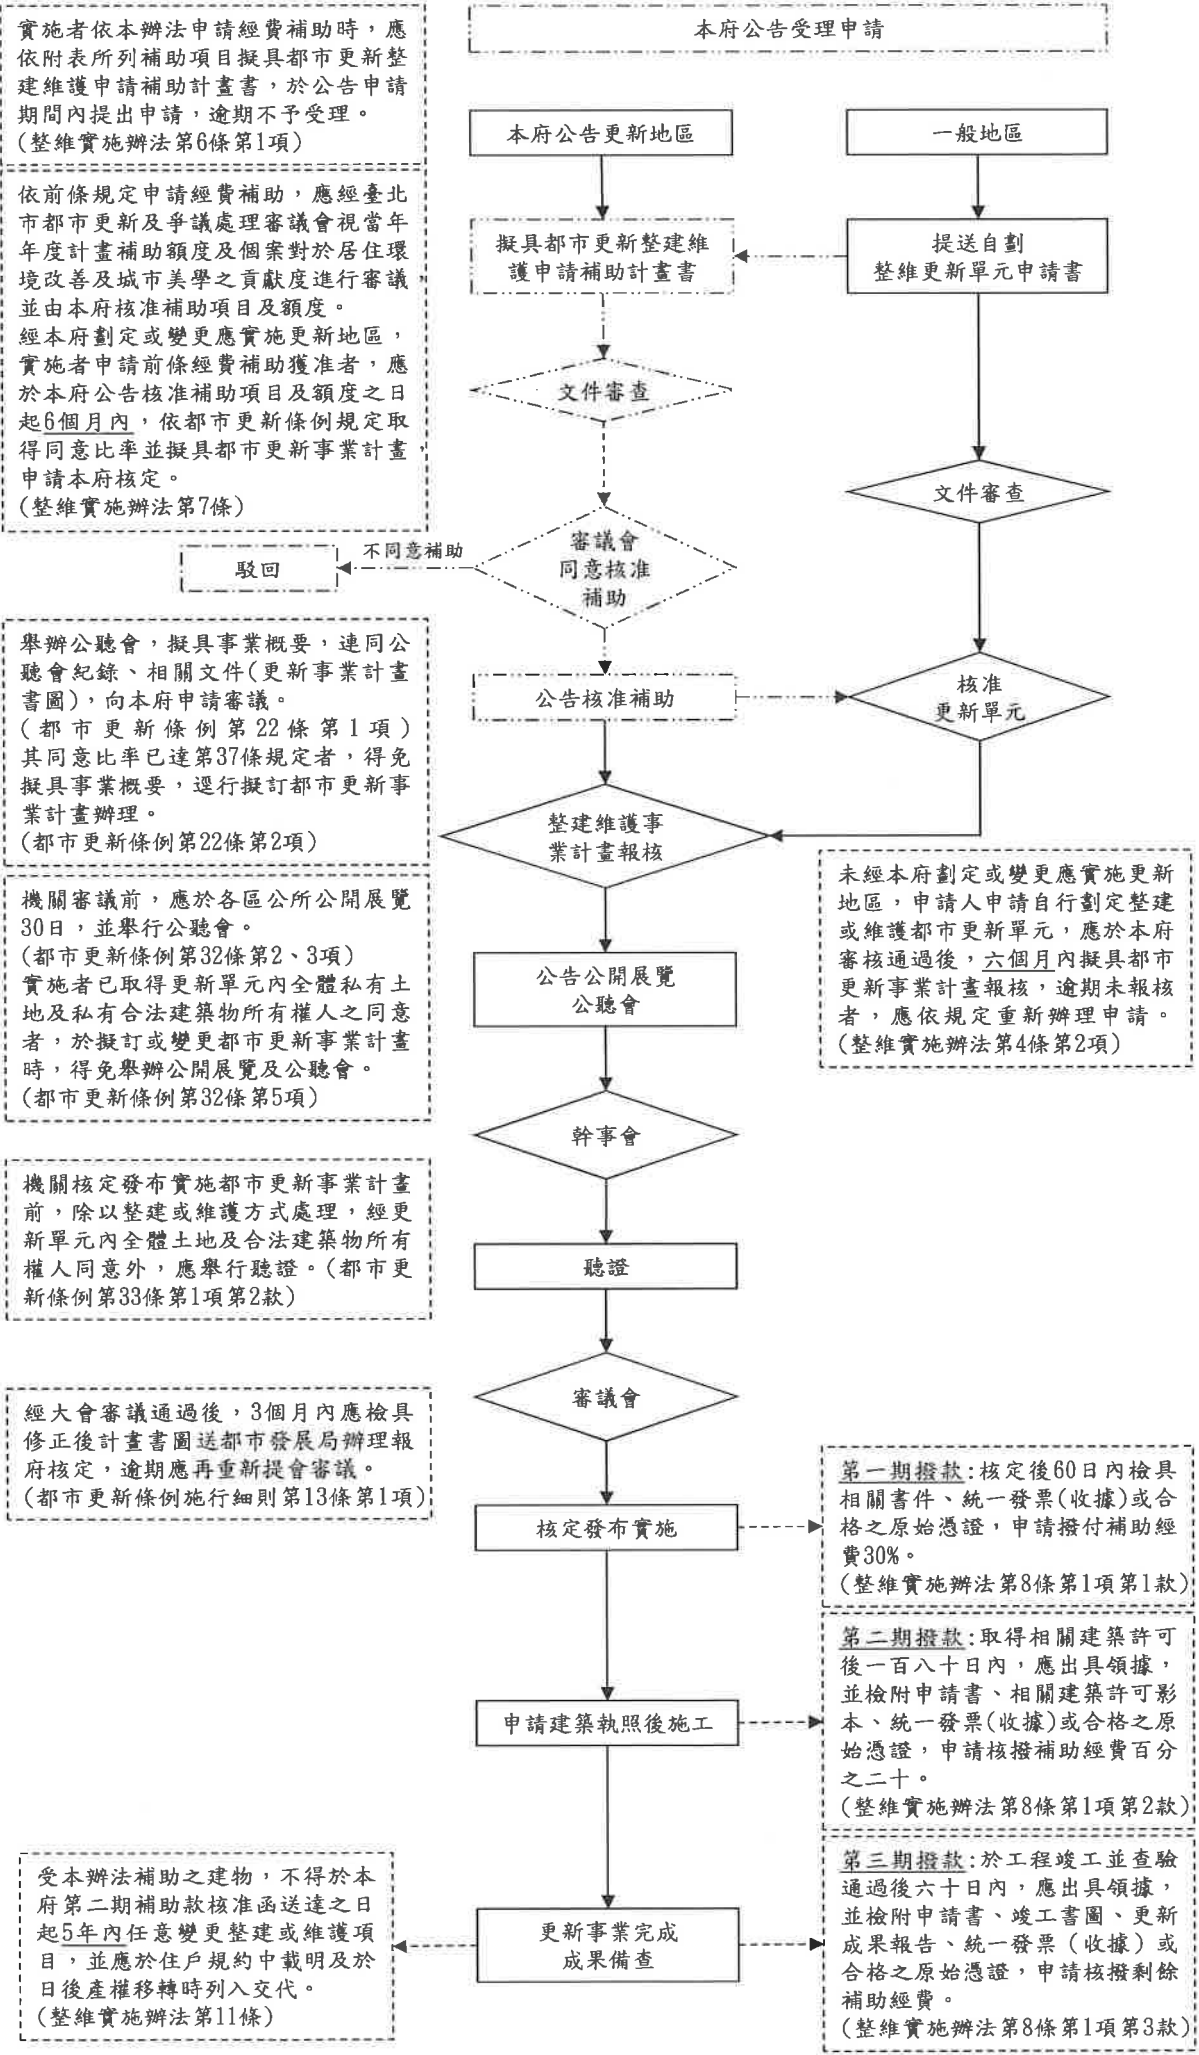 實施者依本辦法申請經費補助時，應
依附表所列補助項目擬具都市更新整
建維護申請補助計畫書，於公告申請
期間內提出申請，逾期不予受理。
(整維實施辦法第6條第1項)
本府公告受理申請
本府公告更新地區
一般地區
依前條規定申請經費補助，應經臺北
市都市更新及爭議處理審議會視當年
年度計畫補助額度及個案對於居住環
境改善及城市美學之貢獻度進行審議，
並由本府核准補助項目及額度。
經本府劃定或變更應實施更新地區，
實施者申請前條經費補助獲准者，應
於本府公告核准補助項目及額度之日
起6個月內，依都市更新條例規定取
得同意比率並擬具都市更新事業計畫，
申請本府核定。
(整維實施辦法第7條)
擬具都市更新整建維
護申請補助計畫書
提送自劃
整維更新單元申請書
文件審查
文件審查
審議會
同意核准
補助
不同意補助
駁回
舉辦公聽會，擬具事業概要，連同公
聽會紀錄、相關文件(更新事業計畫
書圖)，向本府申請審議。
(都市更新條例第22條第1項)
其同意比率已達第37條規定者，得免
擬具事業概要，逕行擬訂都市更新事
業計畫辦理。
(都市更新條例第22條第2項)
公告核准補助
核准
更新單元
整建維護事
業計畫報核
未經本府劃定或變更應實施更新
地區，申請人申請自行劃定整建
或維護都市更新單元，應於本府
審核通過後，六個月內擬具都市
更新事業計畫報核，逾期未報核
者，應依規定重新辦理申請。
(整維實施辦法第4條第2項)
機關審議前，應於各區公所公開展覽
30日，並舉行公聽會。
(都市更新條例第32條第2、3項)
實施者已取得更新單元內全體私有土
地及私有合法建築物所有權人之同意
者，於擬訂或變更都市更新事業計畫
時，得免舉辦公開展覽及公聽會。
(都市更新條例第32條第5項)
公告公開展覽
公聽會
幹事會
機關核定發布實施都市更新事業計畫
前，除以整建或維護方式處理，經更
新單元內全體土地及合法建築物所有
權人同意外，應舉行聽證。(都市更
新條例第33條第1項第2款)
聽證
審議會
經大會審議通過後，3個月內應檢具
修正後計畫書圖送都市發展局辦理報
府核定，逾期應再重新提會審議。
(都市更新條例施行細則第13條第1項)
核定發布實施
第一期撥款:核定後60日內檢具
相關書件、統一發票(收據)或合
格之原始憑證，申請撥付補助經
費30%。
(整維實施辦法第8條第1項第1款)
申請建築執照後施工
第二期撥款:取得相關建築許可
後一百八十日內，應出具領據，
並檢附申請書、相關建築許可影
本、統一發票(收據)或合格之原
始憑證，申請核撥補助經費百分
之二十。
(整維實施辦法第8條第1項第2款)
受本辦法補助之建物，不得於本
府第二期補助款核准函送達之日
起5年內任意變更整建或維護項
目，並應於住戶規約中載明及於
日後產權移轉時列入交代。
(整維實施辦法第11條)
更新事業完成
成果備查
第三期撥款:於工程竣工並查驗
通過後六十日內，應出具領據，
並檢附申請書、竣工書圖、更新
成果報告、統一發票（收據）或
合格之原始憑證，申請核撥剩餘
補助經費。
(整維實施辦法第8條第1項第3款)